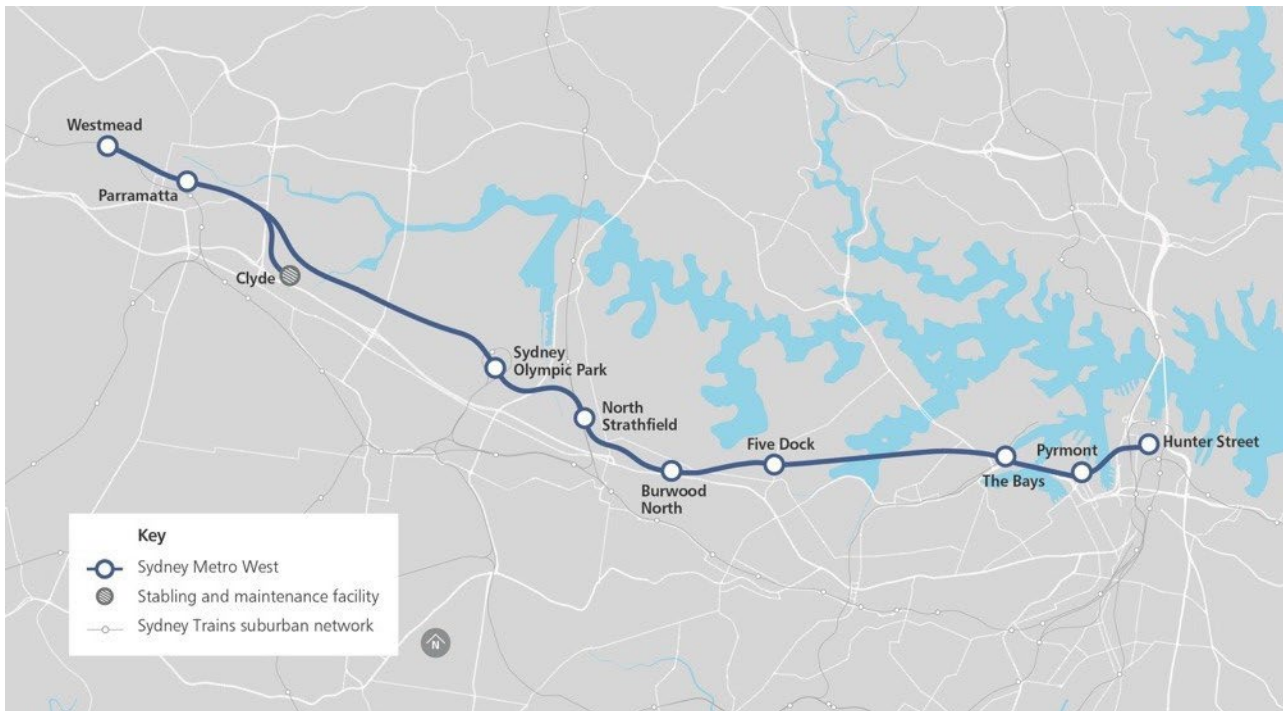 Westmead
Parramatta
Clyde
Sydney
Olympic Park
North
Strathfield
Burwood
North
Five Dock
The Bays
Pyrmont
Hunter Street
Key
Sydney Metro West
Stabling and maintenance facility
Sydney Trains suburban network
N